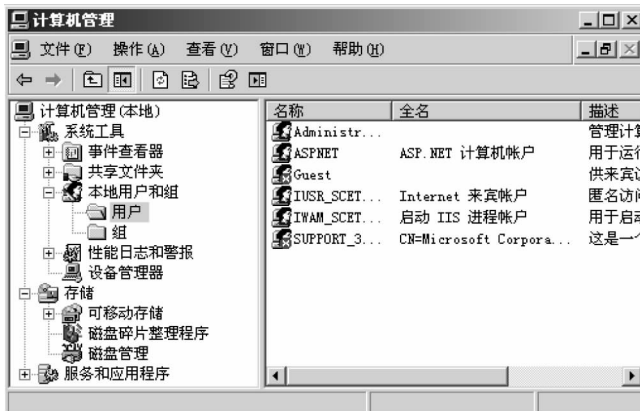 计算机管理
文件(F) 操作(A) 查看(V) 窗口(W) 帮助(H)
计算机管理(本地)
系统工具
事件查看器
共享文件夹
本地用户和组
用户
组
性能日志和警报
设备管理器
存储
可移动存储
磁盘碎片整理程序
磁盘管理
服务和应用程序
名称 全名 描述
Administr... 管理计算
ASPNET ASP.NET 计算机帐户 用于运行
Guest 供来宾访
IUSR_SCET... Internet 来宾帐户 匿名访问
IWAM_SCET... 启动 IIS 进程帐户 用于启动
SUPPORT_3... CN=Microsoft Corpora... 这是一个